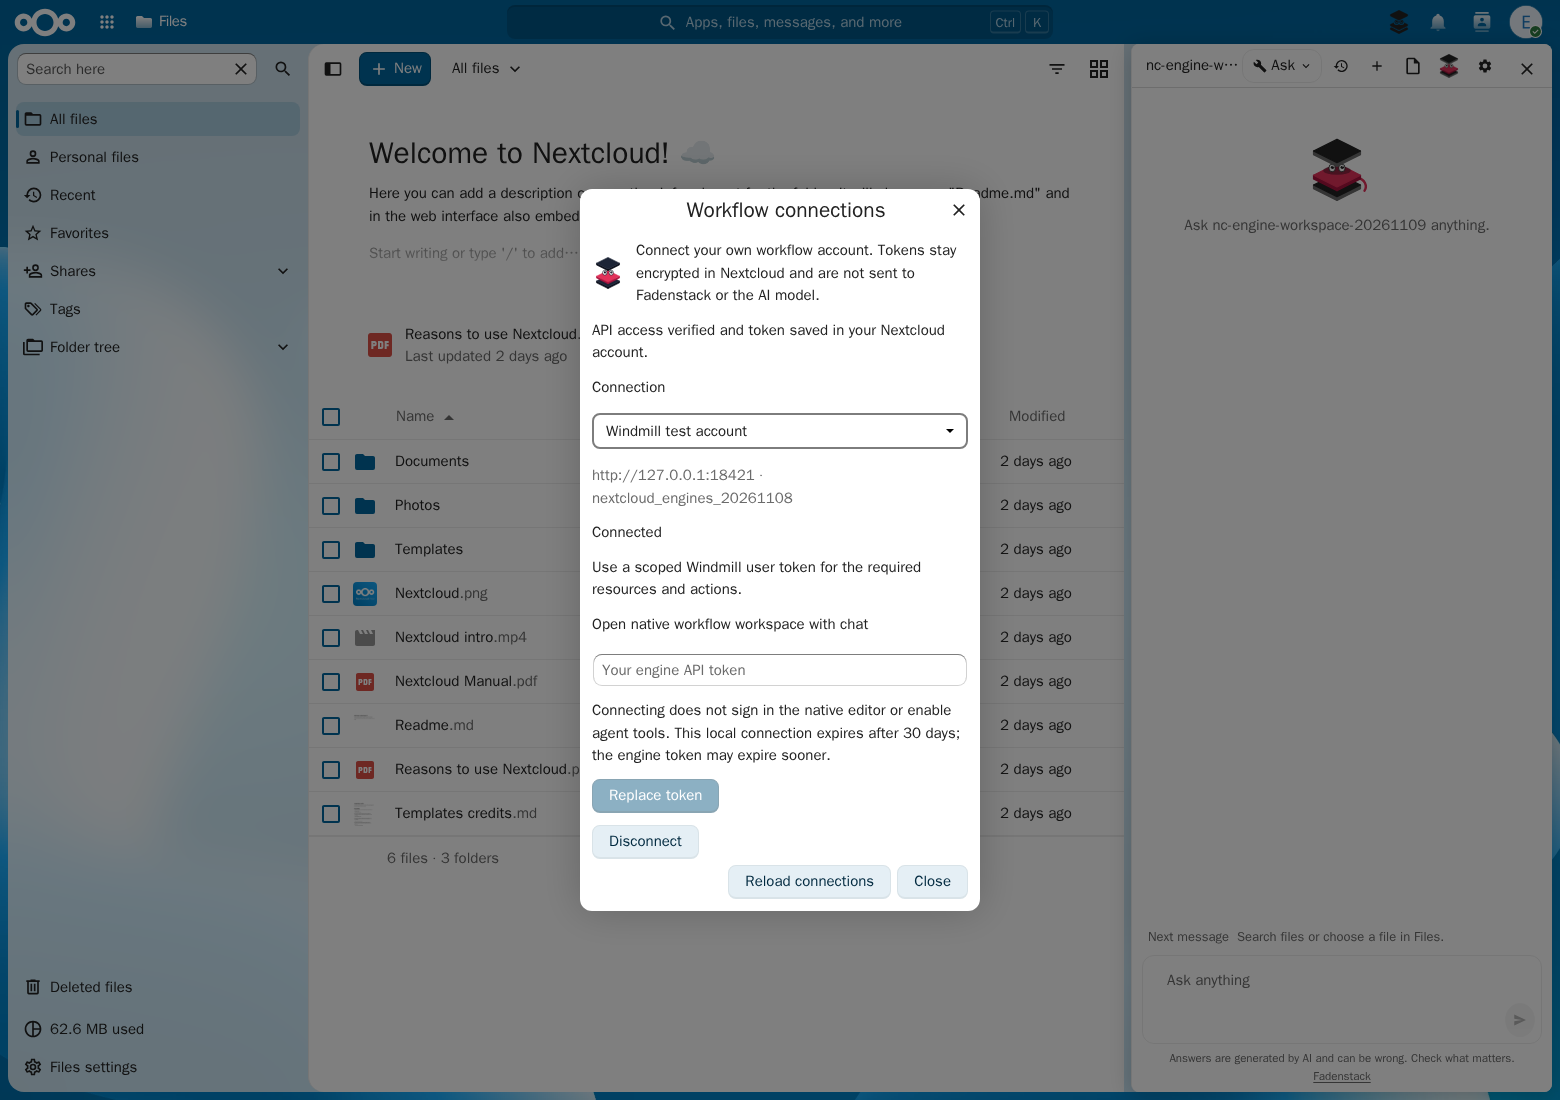 Files
Apps, files, messages, and more
Ctrl
K
E
Search here
New
All files
nc-engine-w···
Ask
All files
Personal files
Recent
Favorites
Shares
Tags
Folder tree
Welcome to Nextcloud!
Here you can add a description
dme.md" and
in the web interface also embed
Start writing or type '/' to add···
Reasons to use Nextcloud.
Last updated 2 days ago
PDF
Name
Modified
Documents
2 days ago
Photos
2 days ago
Templates
2 days ago
Nextcloud.png
2 days ago
Nextcloud intro.mp4
2 days ago
PDF
Nextcloud Manual.pdf
2 days ago
Readme.md
2 days ago
PDF
Reasons to use Nextcloud.p
2 days ago
Templates credits.md
2 days ago
6 files · 3 folders
Deleted files
62.6 MB used
Files settings
Workflow connections
Connect your own workflow account. Tokens stay
encrypted in Nextcloud and are not sent to
Fadenstack or the AI model.
API access verified and token saved in your Nextcloud
account.
Connection
Windmill test account
http://127.0.0.1:18421 ·
nextcloud_engines_20261108
Connected
Use a scoped Windmill user token for the required
resources and actions.
Open native workflow workspace with chat
Your engine API token
Connecting does not sign in the native editor or enable
agent tools. This local connection expires after 30 days;
the engine token may expire sooner.
Replace token
Disconnect
Reload connections
Close
Ask nc-engine-workspace-20261109 anything.
Next message Search files or choose a file in Files.
Ask anything
Answers are generated by AI and can be wrong. Check what matters.
Fadenstack